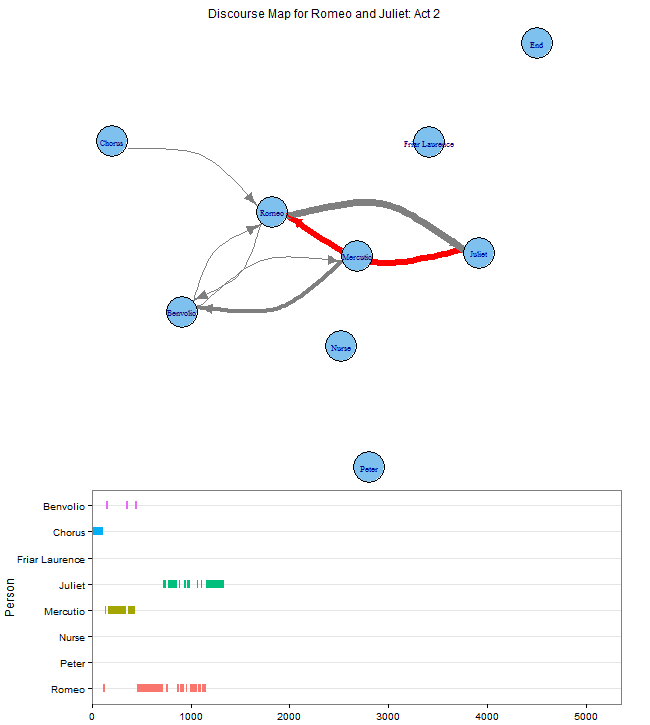 Discourse Map for Romeo and Juliet: Act 2
End
Chorus
Friar Laurence
Romeo
Mercutio
Juliet
Benvolio
Nurse
Peter
Person
Benvolio
Chorus
Friar Laurence
Juliet
Mercutio
Nurse
Peter
Romeo
0 1000 2000 3000 4000 5000